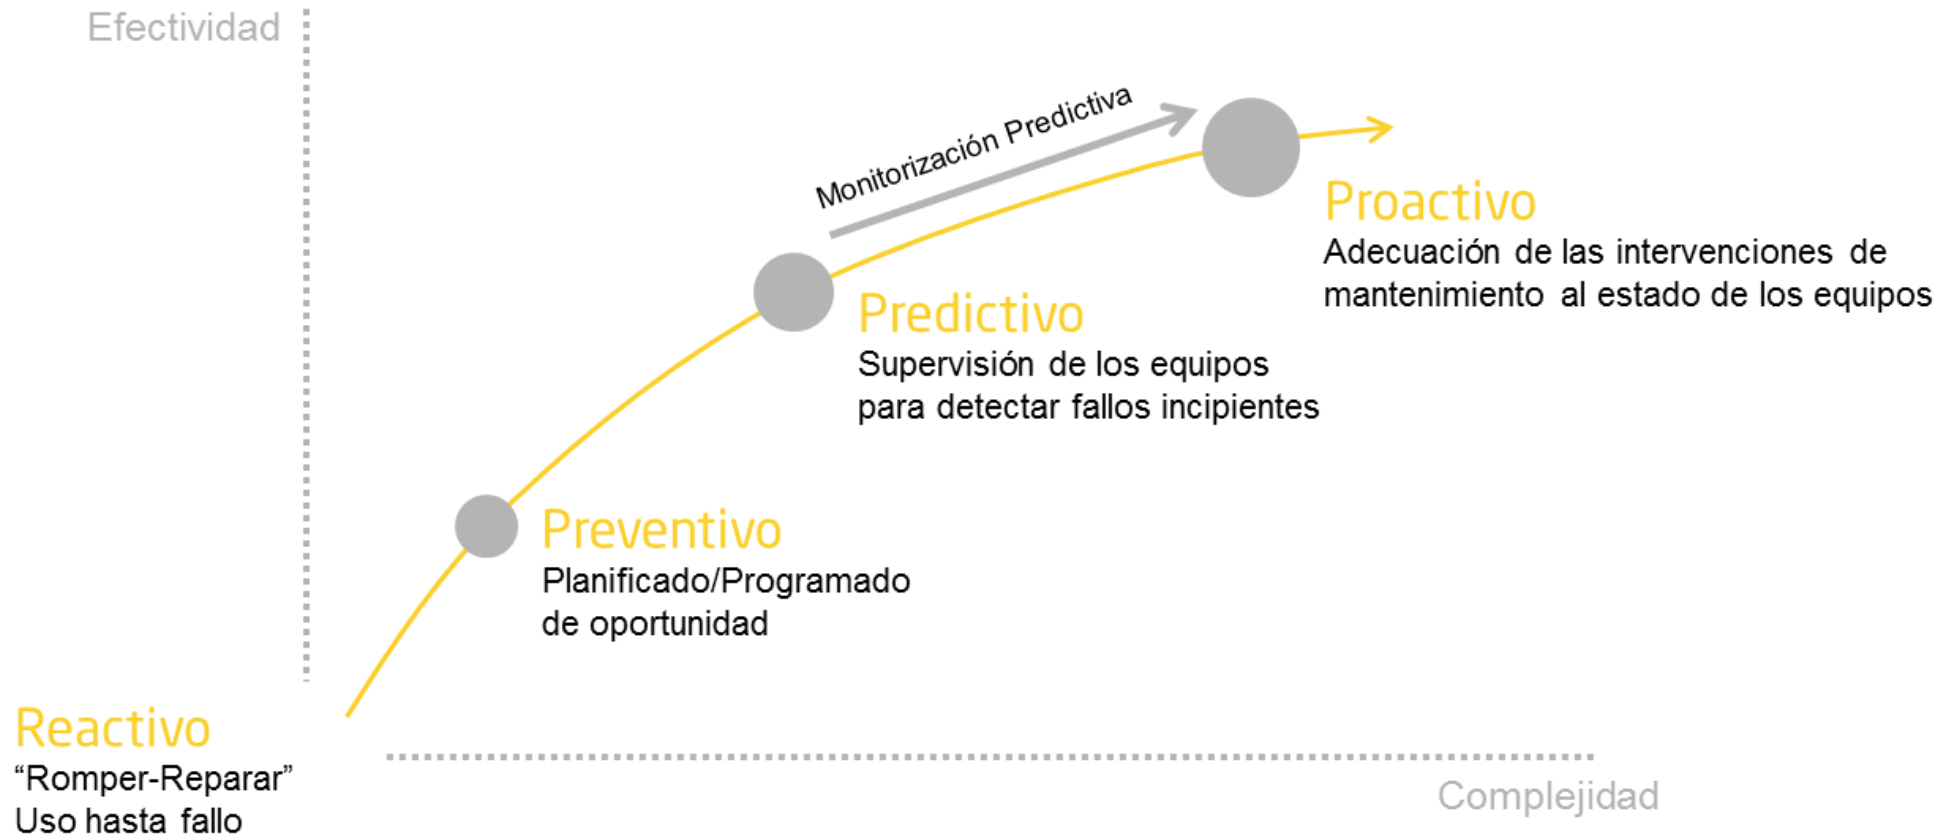 Efectividad
Monitorización Predictiva
Proactivo
Adecuación de las intervenciones de
mantenimiento al estado de los equipos
Predictivo
Supervisión de los equipos
para detectar fallos incipientes
Preventivo
Planificado/Programado
de oportunidad
Reactivo
“Romper-Reparar”
Uso hasta fallo
Complejidad